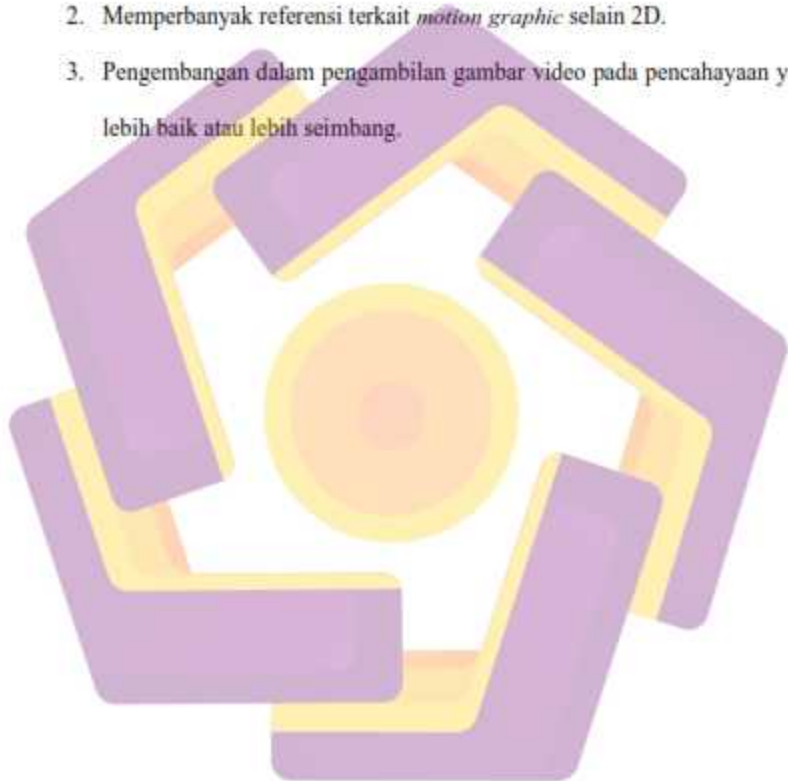 2. Memperbanyak referensi terkait motion graphic selain 2D.
3. Pengembangan dalam pengambilan gambar video pada pencahayaan y
lebih baik atau lebih seimbang.